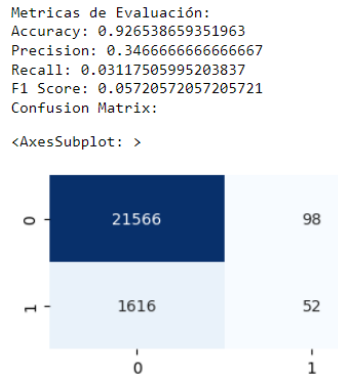 Metricas de Evaluación:
Accuracy: 0.926538659351963
Precision: 0.3466666666666667
Recall: 0.03117505995203837
F1 Score: 0.05720572057205721
Confusion Matrix:
<AxesSubplot: >
0 21566 98
1 1616 52
0 1